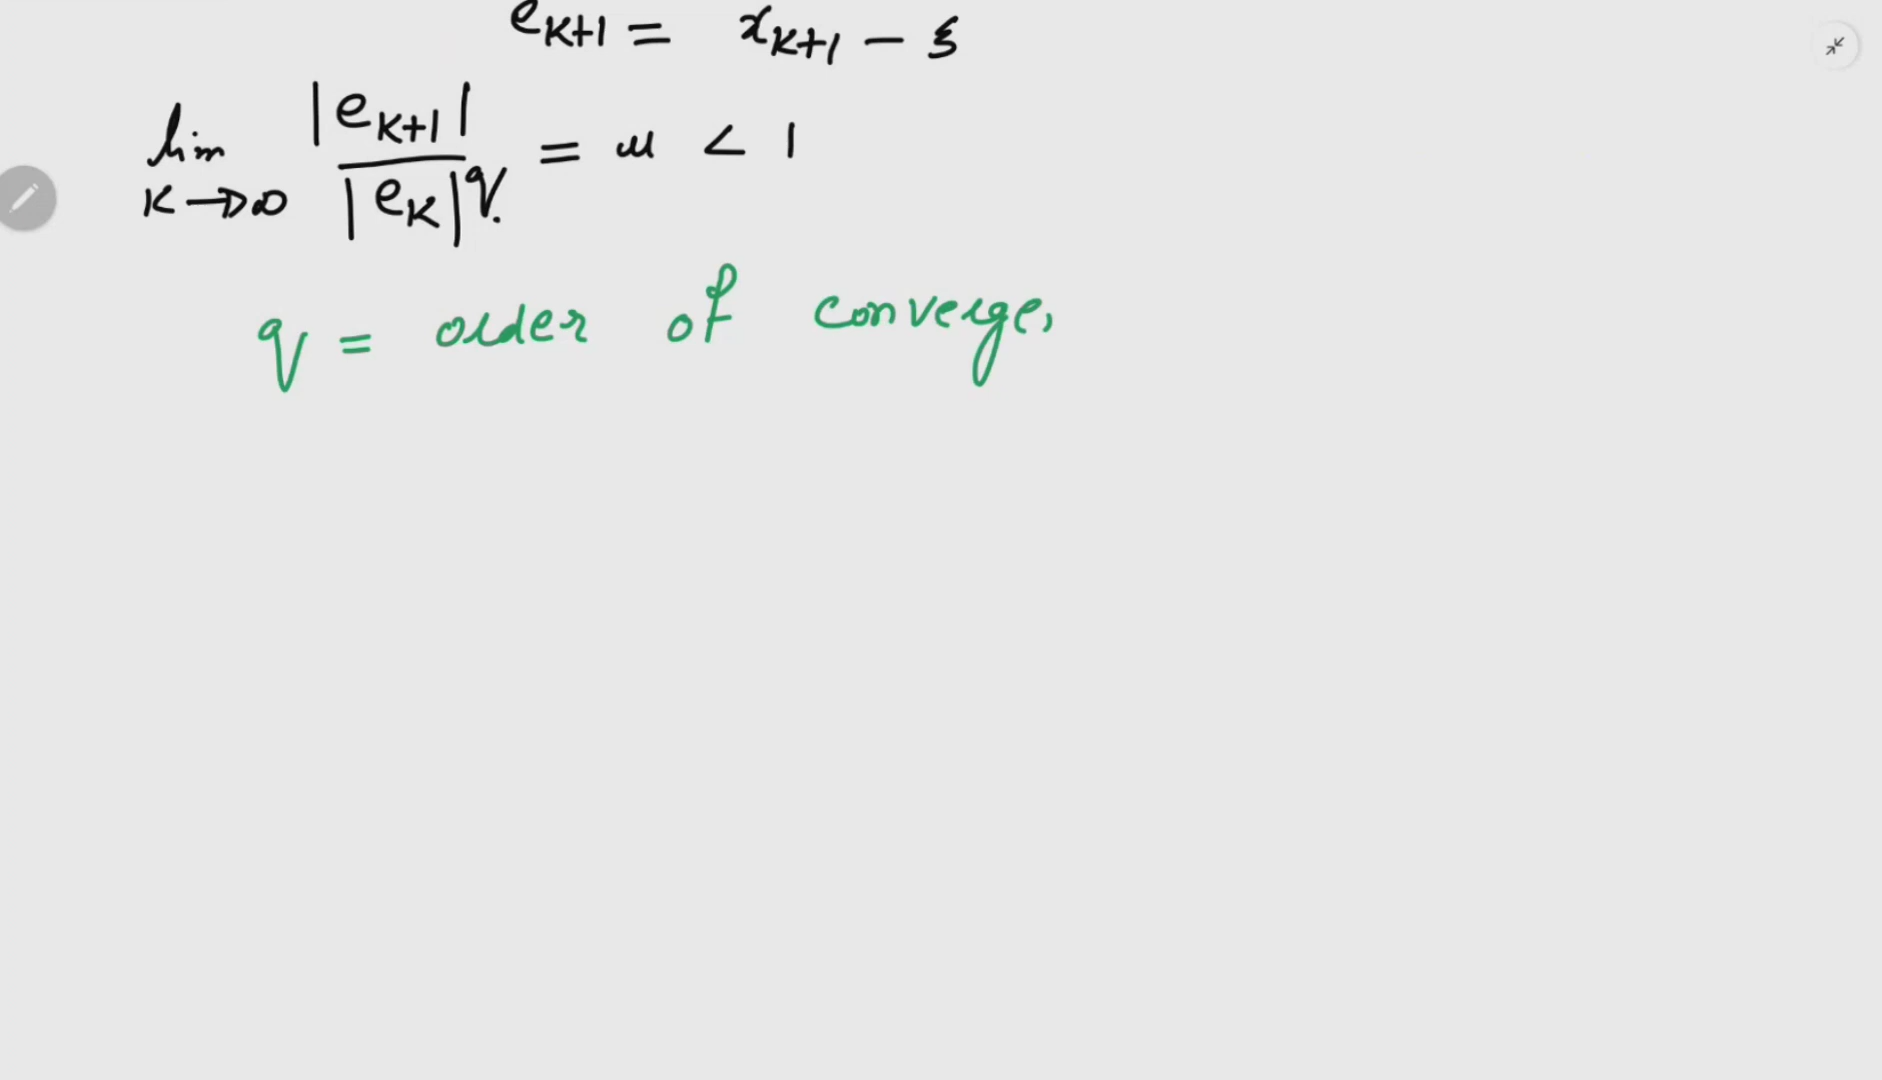 e_{K+1} = x_{K+1} - ξ
lim_{K→∞} |e_{K+1}| / |e_K|^q = μ < 1
q = order of converge,